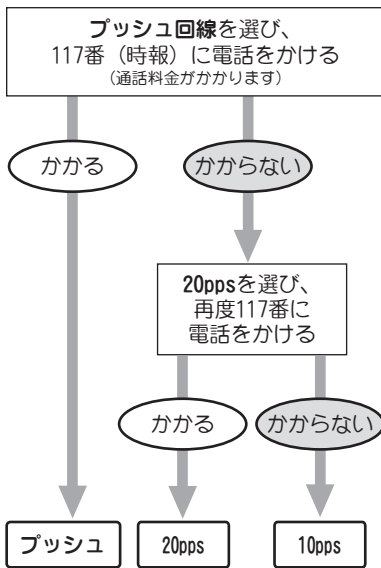 プッシュ回線を選び、
117番（時報）に電話をかける
（通話料金がかかります）
かかる
かからない
20ppsを選び、
再度117番に
電話をかける
かかる
かからない
プッシュ
20pps
10pps